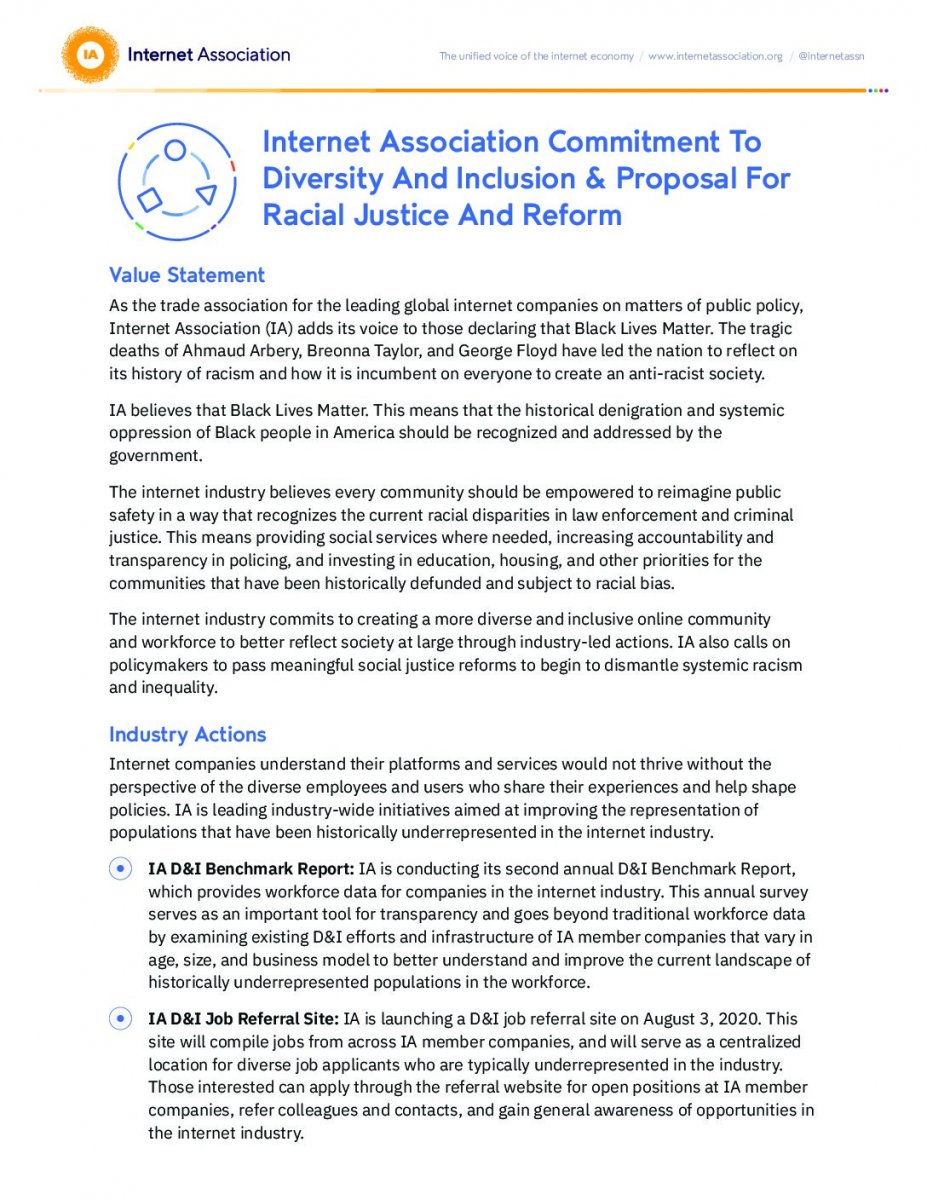 IA Internet Association
The unified voice of the internet economy / www.internetassociation.org / @internetassn
Internet Association Commitment To
Diversity And Inclusion & Proposal For
Racial Justice And Reform
Value Statement
As the trade association for the leading global internet companies on matters of public policy,
Internet Association (IA) adds its voice to those declaring that Black Lives Matter. The tragic
deaths of Ahmaud Arbery, Breonna Taylor, and George Floyd have led the nation to reflect on
its history of racism and how it is incumbent on everyone to create an anti-racist society.
IA believes that Black Lives Matter. This means that the historical denigration and systemic
oppression of Black people in America should be recognized and addressed by the
government.
The internet industry believes every community should be empowered to reimagine public
safety in a way that recognizes the current racial disparities in law enforcement and criminal
justice. This means providing social services where needed, increasing accountability and
transparency in policing, and investing in education, housing, and other priorities for the
communities that have been historically defunded and subject to racial bias.
The internet industry commits to creating a more diverse and inclusive online community
and workforce to better reflect society at large through industry-led actions. IA also calls on
policymakers to pass meaningful social justice reforms to begin to dismantle systemic racism
and inequality.
Industry Actions
Internet companies understand their platforms and services would not thrive without the
perspective of the diverse employees and users who share their experiences and help shape
policies. IA is leading industry-wide initiatives aimed at improving the representation of
populations that have been historically underrepresented in the internet industry.
IA D&I Benchmark Report: IA is conducting its second annual D&I Benchmark Report,
which provides workforce data for companies in the internet industry. This annual survey
serves as an important tool for transparency and goes beyond traditional workforce data
by examining existing D&I efforts and infrastructure of IA member companies that vary in
age, size, and business model to better understand and improve the current landscape of
historically underrepresented populations in the workforce.
IA D&I Job Referral Site: IA is launching a D&I job referral site on August 3, 2020. This
site will compile jobs from across IA member companies, and will serve as a centralized
location for diverse job applicants who are typically underrepresented in the industry.
Those interested can apply through the referral website for open positions at IA member
companies, refer colleagues and contacts, and gain general awareness of opportunities in
the internet industry.